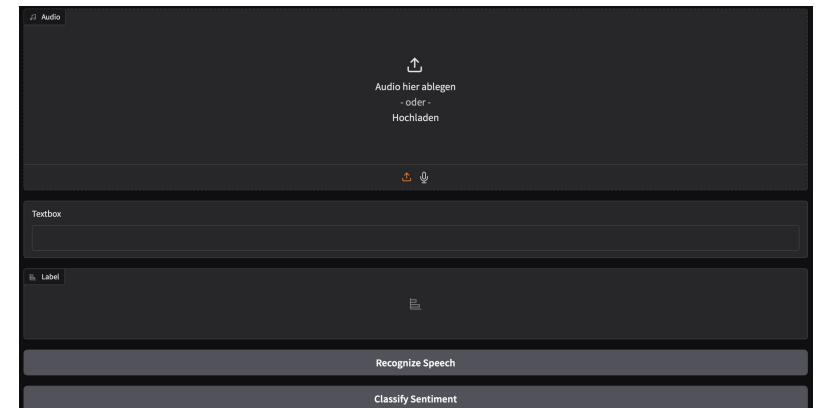 Audio
Audio hier ablegen
- oder -
Hochladen
Textbox
Label
Recognize Speech
Classify Sentiment